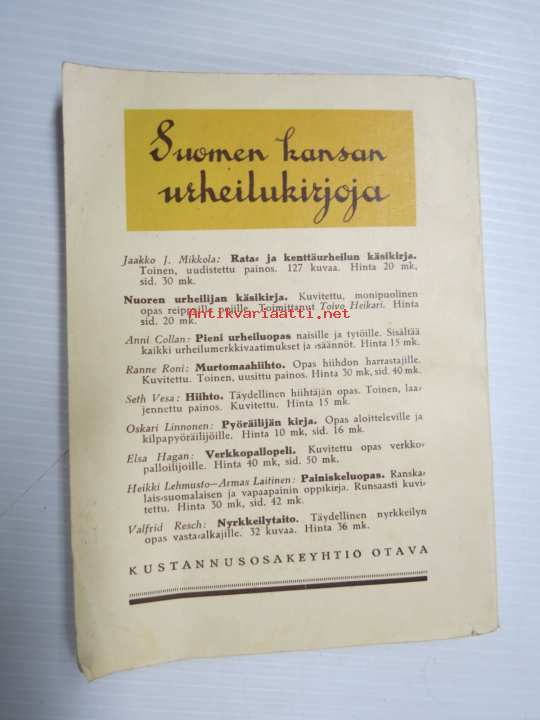 Suomen kansan
urheilukirjoja
Jaakko J. Mikkola: Rata- ja kenttäurheilun käsikirja.
Toinen, uudistettu painos. 127 kuvaa. Hinta 20 mk,
sid. 30 mk.
Nuoren urheilijan käsikirja. Kuvitettu, monipuolinen
opas reippaille pojille. Toimittanut Toivo Heikari. Hinta
sid. 20 mk.
Antikvariaatti.net
Anni Collan: Pieni urheiluopas naisille ja tytöille. Sisältää
kaikki urheilumerkkivaatimukset ja -säännöt. Hinta 15 mk.
Ranne Roni: Murtomaahiihto. Opas hiihdon harrastajille.
Kuvitettu. Toinen, uusittu painos. Hinta 30 mk, sid. 40 mk.
Seth Vesa: Hiihto. Täydellinen hiihtäjän opas. Toinen, laa-
jennettu painos. Kuvitettu. Hinta 15 mk.
Oskari Linnonen: Pyöräilijän kirja. Opas aloitteleville ja
kilpapyöräilijöille. Hinta 10 mk, sid. 16 mk.
Elsa Hagan: Verkkopallopeli. Kuvitettu opas verkko-
palloilijoille. Hinta 40 mk, sid. 50 mk.
Heikki Lehmusto—Armas Laitinen: Painiskeluopas. Ranska-
lais-suomalaisen ja vapaapainin oppikirja. Runsaasti kuvi-
tettu. Hinta 30 mk, sid. 42 mk.
Valfrid Resch: Nyrkkeilytaito. Täydellinen nyrkkeilyn
opas vasta-alkajille. 32 kuvaa. Hinta 36 mk.
KUSTANNUSOSAKEYHTIÖ OTAVA